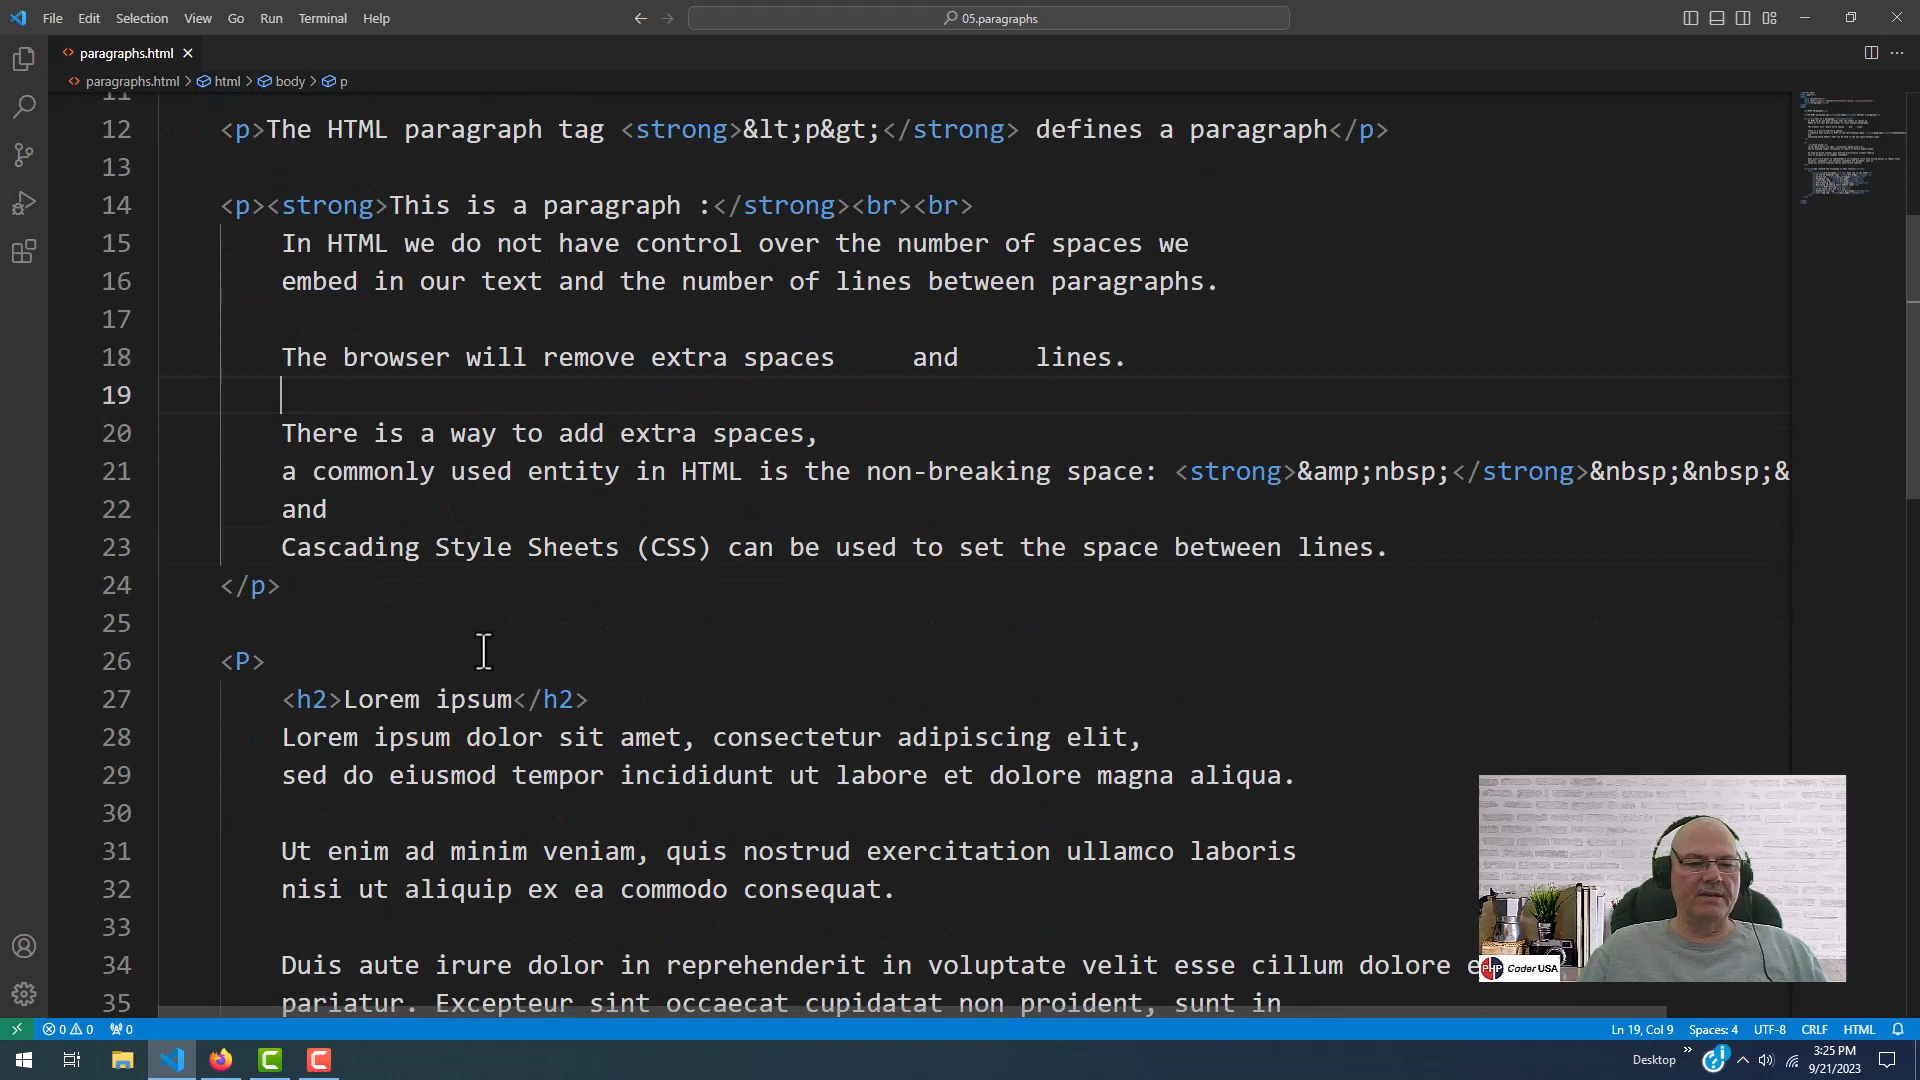 File Edit Selection View Go Run Terminal Help
05.paragraphs
paragraphs.html
paragraphs.html > html > body > p
11
12 <p>The HTML paragraph tag <strong>&lt;p&gt;</strong> defines a paragraph</p>
13
14 <p><strong>This is a paragraph :</strong><br><br>
15 In HTML we do not have control over the number of spaces we
16 embed in our text and the number of lines between paragraphs.
17
18 The browser will remove extra spaces     and     lines.
19
20 There is a way to add extra spaces,
21 a commonly used entity in HTML is the non-breaking space: <strong>&amp;nbsp;</strong>&nbsp;&nbsp;&
22 and
23 Cascading Style Sheets (CSS) can be used to set the space between lines.
24 </p>
25
26 <P>
27 <h2>Lorem ipsum</h2>
28 Lorem ipsum dolor sit amet, consectetur adipiscing elit,
29 sed do eiusmod tempor incididunt ut labore et dolore magna aliqua.
30
31 Ut enim ad minim veniam, quis nostrud exercitation ullamco laboris
32 nisi ut aliquip ex ea commodo consequat.
33
34 Duis aute irure dolor in reprehenderit in voluptate velit esse cillum dolore e
35 pariatur. Excepteur sint occaecat cupidatat non proident, sunt in
PHP Coder USA
0 0 0
Ln 19, Col 9 Spaces: 4 UTF-8 CRLF HTML
Desktop
3:25 PM
9/21/2023